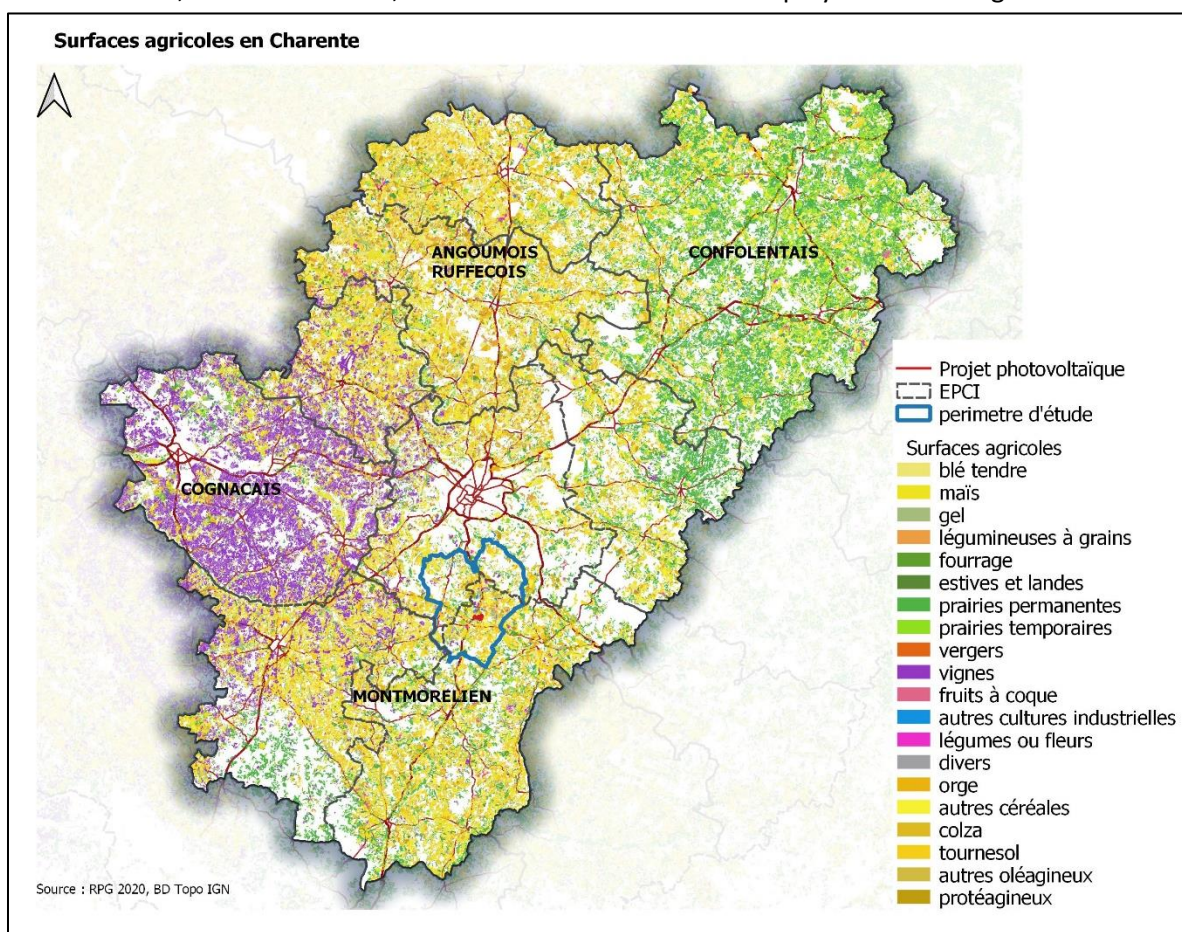 Surfaces agricoles en Charente
ANGOUMOIS
RUFFECOIS
CONFOLENTAIS
COGNACAIS
MONTMORELIEN
Projet photovoltaïque
EPCI
perimetre d'étude
Surfaces agricoles
blé tendre
maïs
gel
légumineuses à grains
fourrage
estives et landes
prairies permanentes
prairies temporaires
vergers
vignes
fruits à coque
autres cultures industrielles
légumes ou fleurs
divers
orge
autres céréales
colza
tournesol
autres oléagineux
protéagineux
Source : RPG 2020, BD Topo IGN